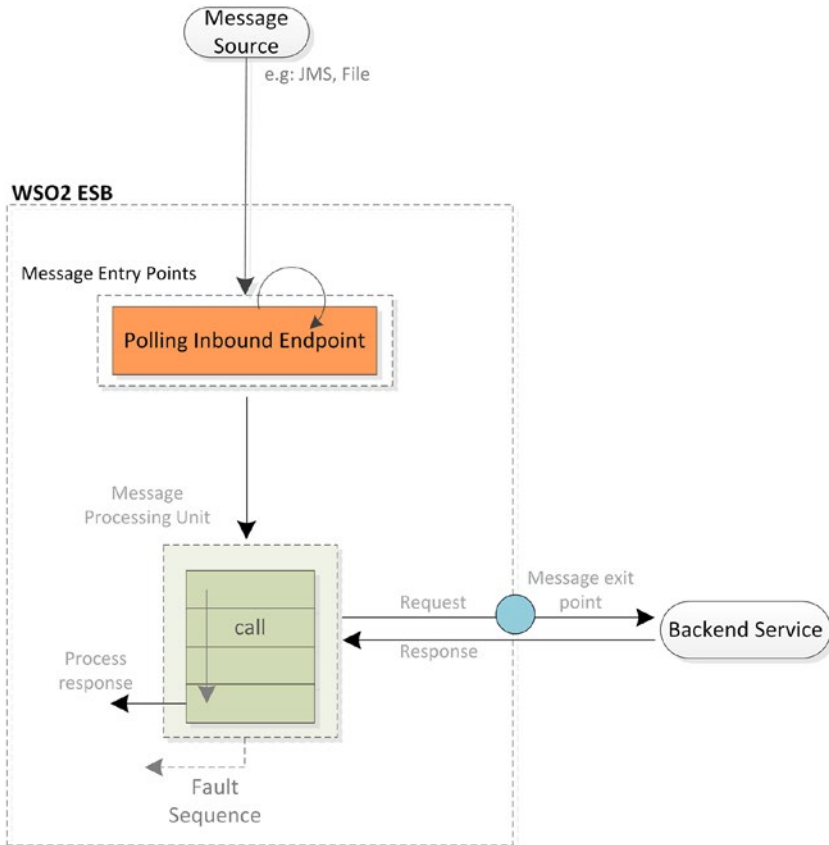 Message
Source
e.g: JMS, File
WSO2 ESB
Message Entry Points
Polling Inbound Endpoint
Message
Processing Unit
call
Request
Message exit
point
Backend Service
Response
Process
response
Fault
Sequence